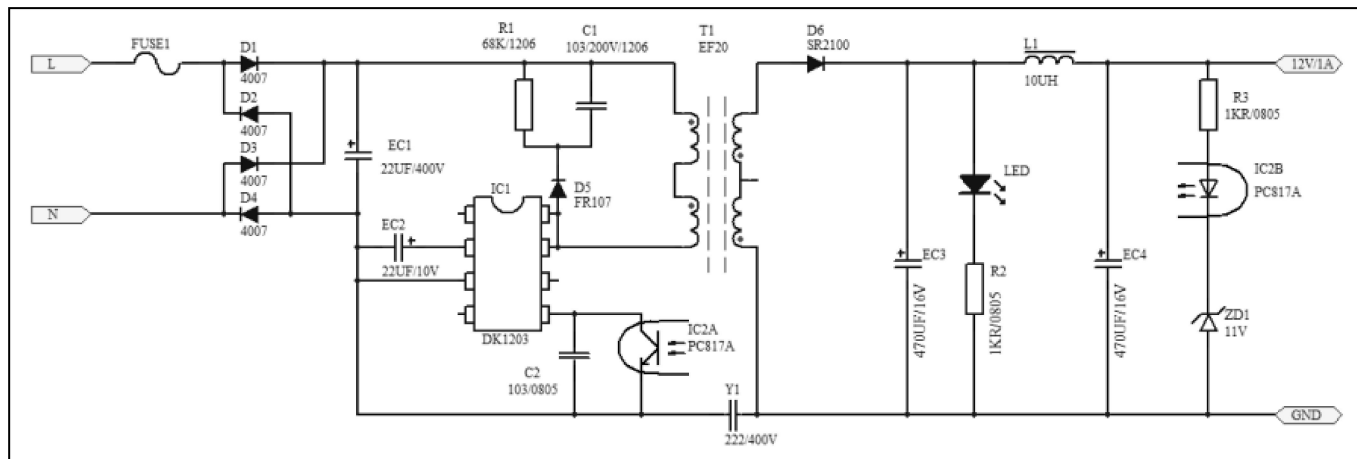 L
FUSE1
D1
4007
D2
4007
D3
4007
D4
4007
N
EC1
22UF/400V
R1
68K/1206
C1
103/200V/1206
T1
EF20
D5
FR107
IC1
EC2
22UF/10V
DK1203
C2
103/0805
IC2A
PC817A
Y1
222/400V
D6
SR2100
LED
EC3
470UF/16V
R2
1KR/0805
L1
10UH
EC4
470UF/16V
R3
1KR/0805
IC2B
PC817A
ZD1
11V
12V/1A
GND